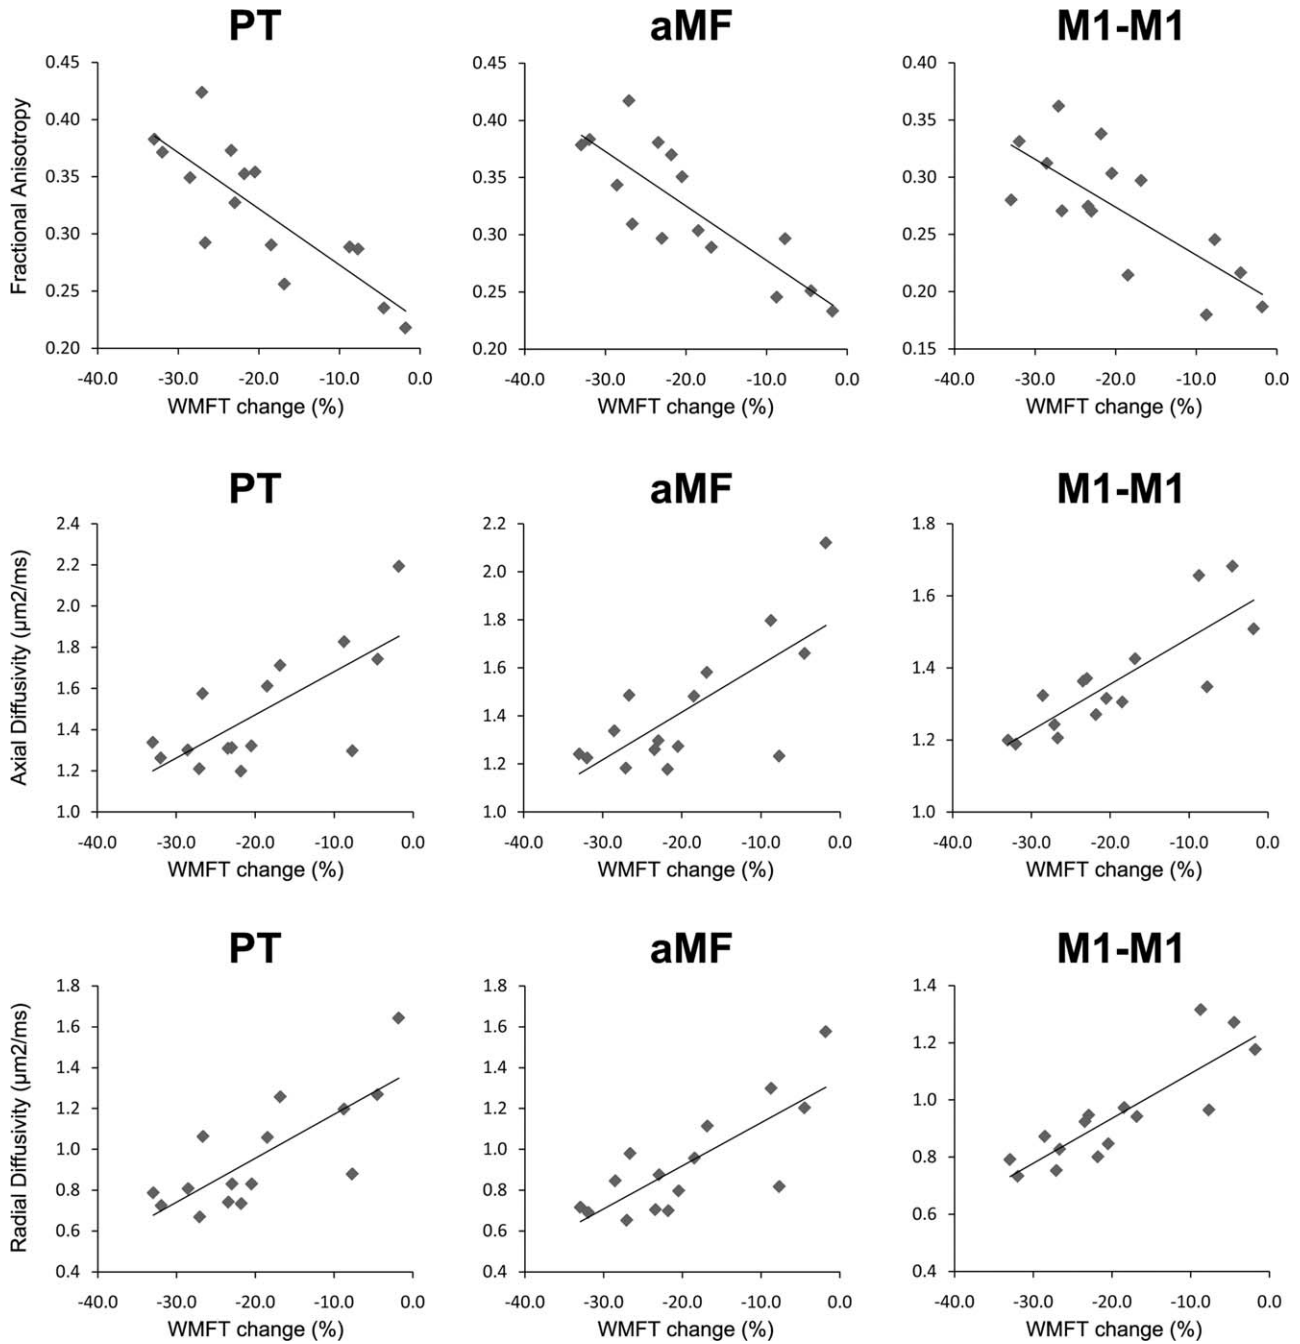 PT aMF M1-M1
Fractional Anisotropy
0.45 0.45 0.40
0.40 0.40 0.35
0.35 0.35 0.30
0.30 0.30 0.25
0.25 0.25 0.20
0.20 0.20 0.15
-40.0 -30.0 -20.0 -10.0 0.0 -40.0 -30.0 -20.0 -10.0 0.0 -40.0 -30.0 -20.0 -10.0 0.0
WMFT change (%) WMFT change (%) WMFT change (%)
PT aMF M1-M1
Axial Diffusivity (µm2/ms)
2.4 2.2 1.8
2.2 2.0 1.6
2.0 1.8 1.4
1.8 1.6 1.2
1.6 1.4 1.0
1.4 1.2
1.2 1.0
1.0
-40.0 -30.0 -20.0 -10.0 0.0 -40.0 -30.0 -20.0 -10.0 0.0 -40.0 -30.0 -20.0 -10.0 0.0
WMFT change (%) WMFT change (%) WMFT change (%)
PT aMF M1-M1
Radial Diffusivity (µm2/ms)
1.8 1.8 1.4
1.6 1.6 1.2
1.4 1.4 1.0
1.2 1.2 0.8
1.0 1.0 0.6
0.8 0.8 0.4
0.6 0.6
0.4 0.4
-40.0 -30.0 -20.0 -10.0 0.0 -40.0 -30.0 -20.0 -10.0 0.0 -40.0 -30.0 -20.0 -10.0 0.0
WMFT change (%) WMFT change (%) WMFT change (%)